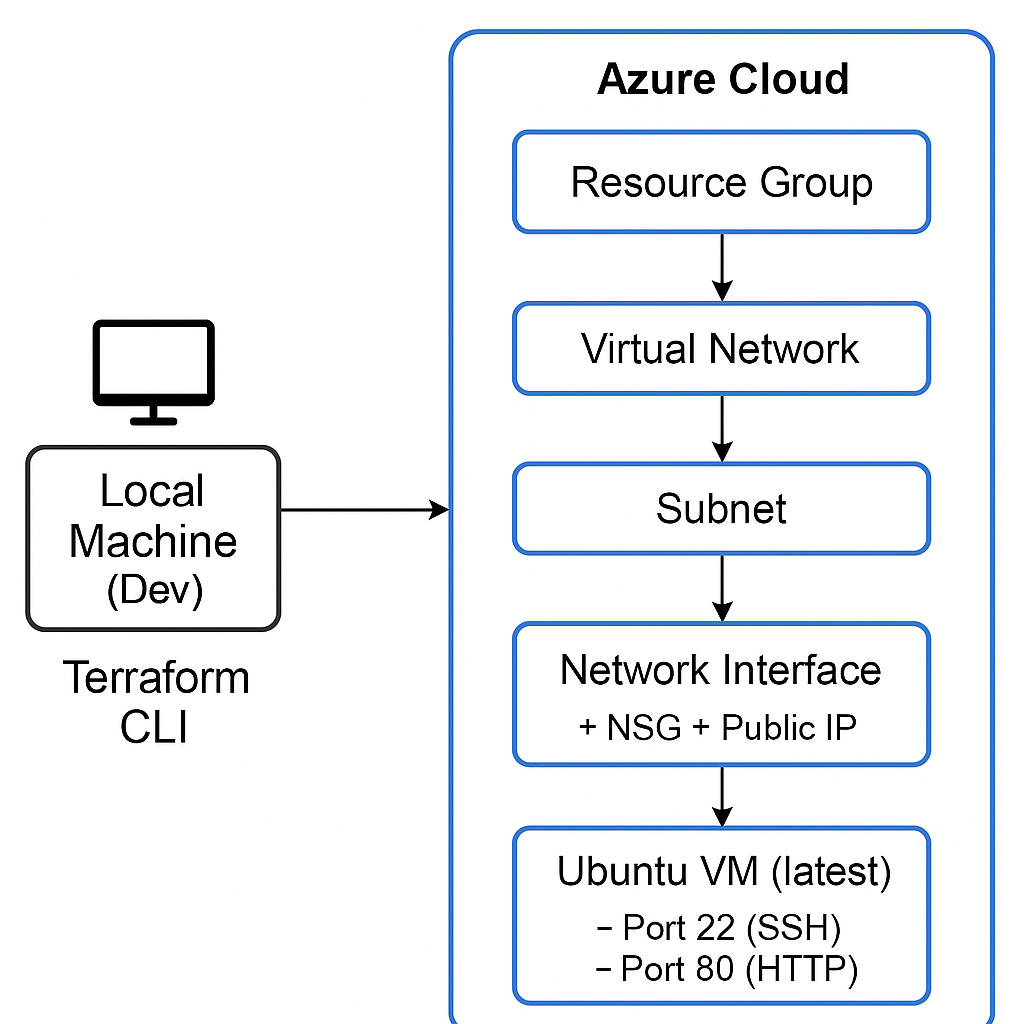 Azure Cloud
Resource Group
Virtual Network
Subnet
Network Interface
+ NSG + Public IP
Ubuntu VM (latest)
– Port 22 (SSH)
– Port 80 (HTTP)
Local
Machine
(Dev)
Terraform
CLI